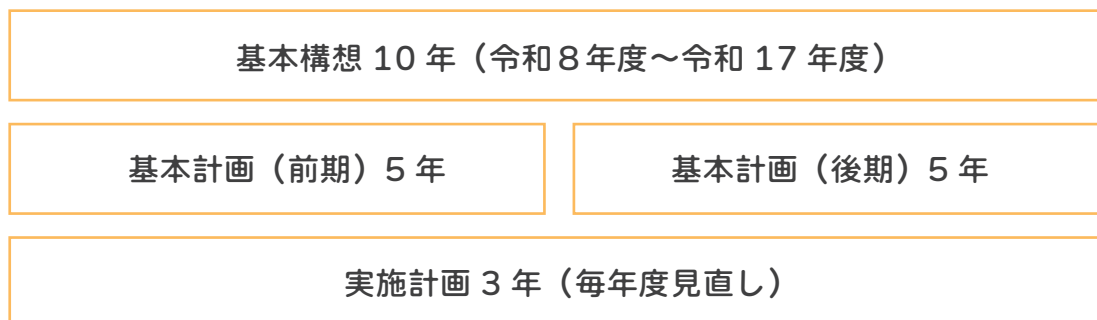 基本構想 10 年（令和８年度～令和 17 年度）
基本計画（前期）5 年
基本計画（後期）5 年
実施計画 3 年（毎年度見直し）